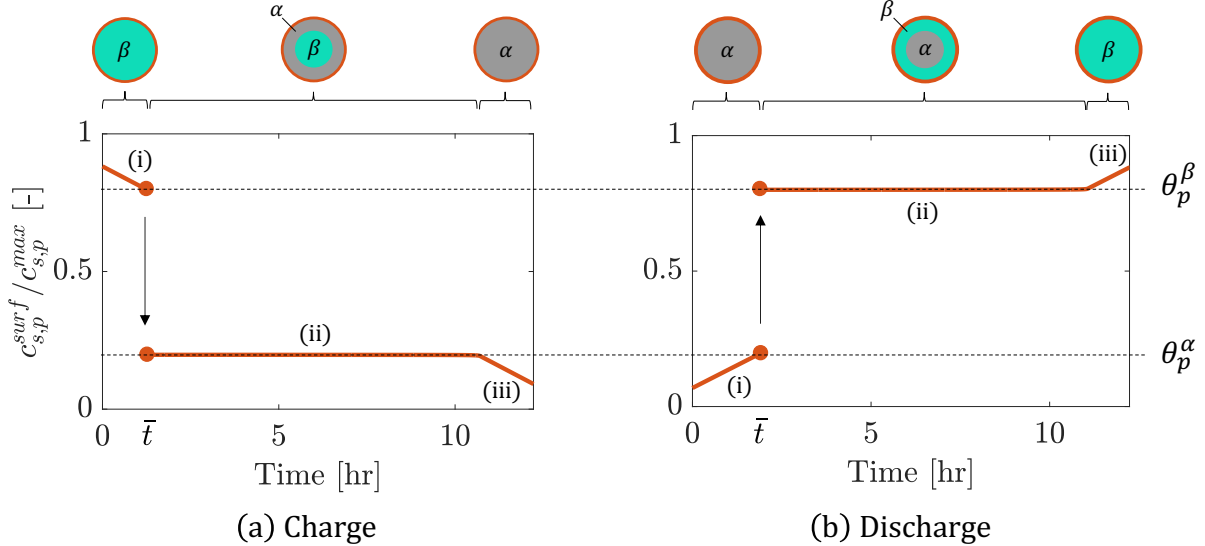 β
α
β
α
α
β
α
β
1
0.5
0
c_{s,p}^{surf}/c_{s,p}^{max} [-]
(i)
(ii)
(iii)
0
t̄
5
10
Time [hr]
(a) Charge
1
0.5
0
(i)
(ii)
(iii)
θ_p^β
θ_p^α
0
t̄
5
10
Time [hr]
(b) Discharge